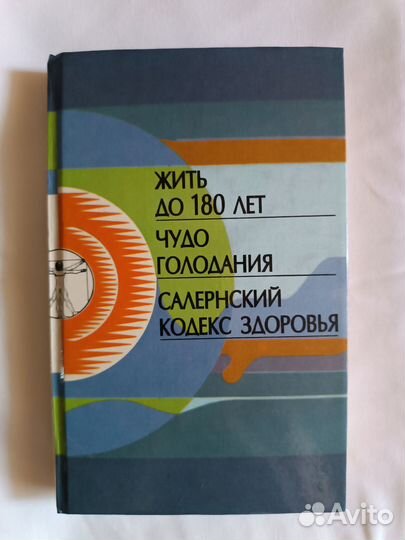 ЖИТЬ
ДО 180 ЛЕТ
ЧУДО
ГОЛОДАНИЯ
САЛЕРНСКИЙ
КОДЕКС ЗДОРОВЬЯ
Avito